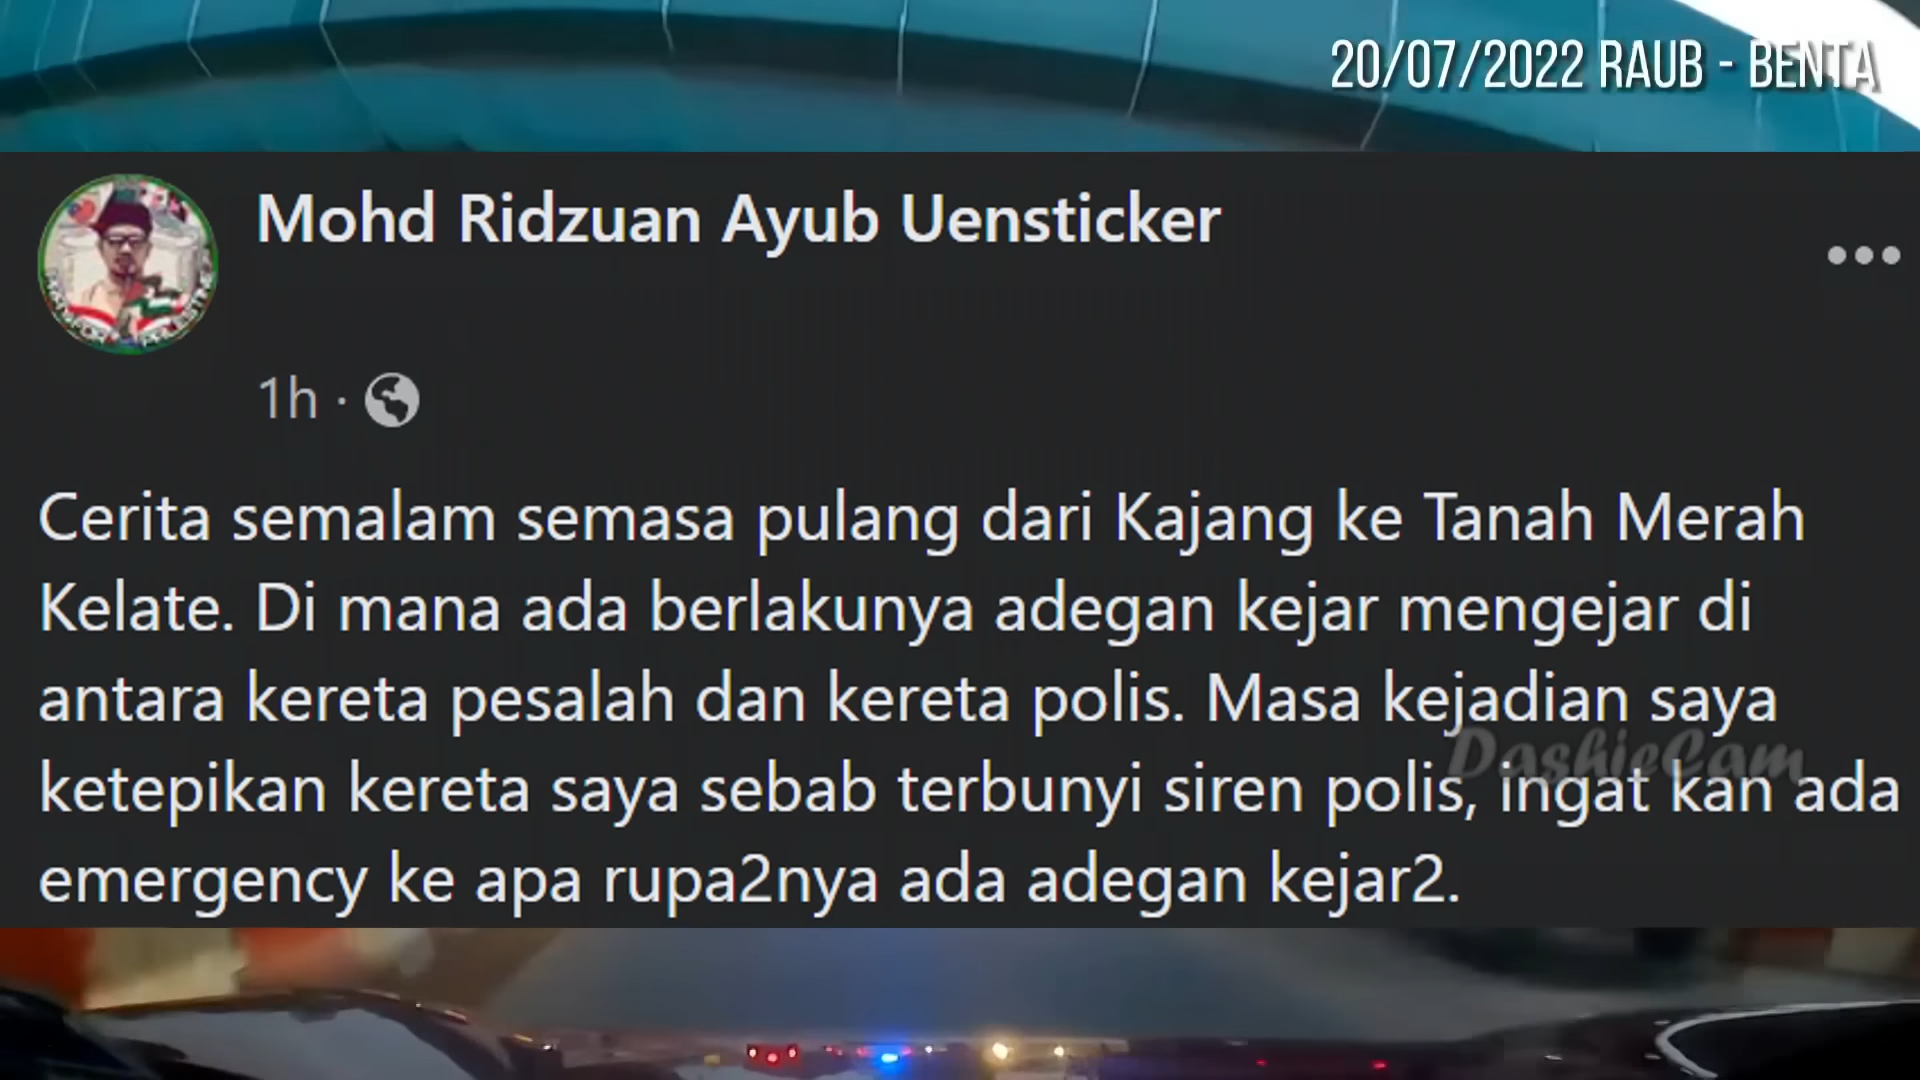 20/07/2022 RAUB - BENTA
Mohd Ridzuan Ayub Uensticker
1h ·
Cerita semalam semasa pulang dari Kajang ke Tanah Merah
Kelate. Di mana ada berlakunya adegan kejar mengejar di
antara kereta pesalah dan kereta polis. Masa kejadian saya
DashieCam
ketepikan kereta saya sebab terbunyi siren polis, ingat kan ada
emergency ke apa rupa2nya ada adegan kejar2.